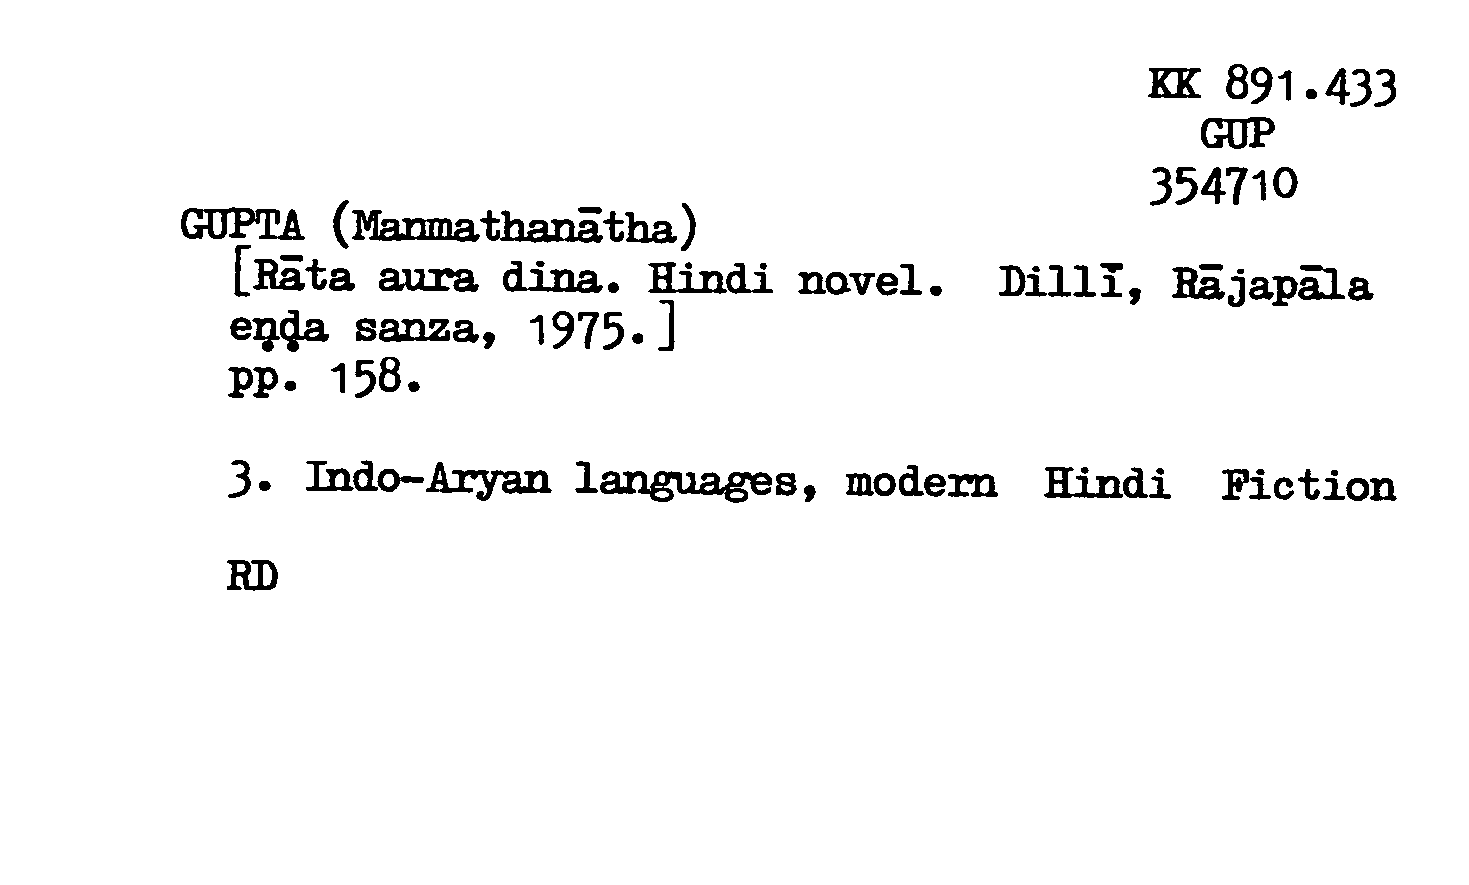 KK 891.433
GUP
354710
GUPTA (Manmathanātha)
[Rāta aura dina. Hindi novel. Dillī, Rājapāla
eṇḍa sanza, 1975.]
pp. 158.
3. Indo-Aryan languages, modern Hindi Fiction
RD